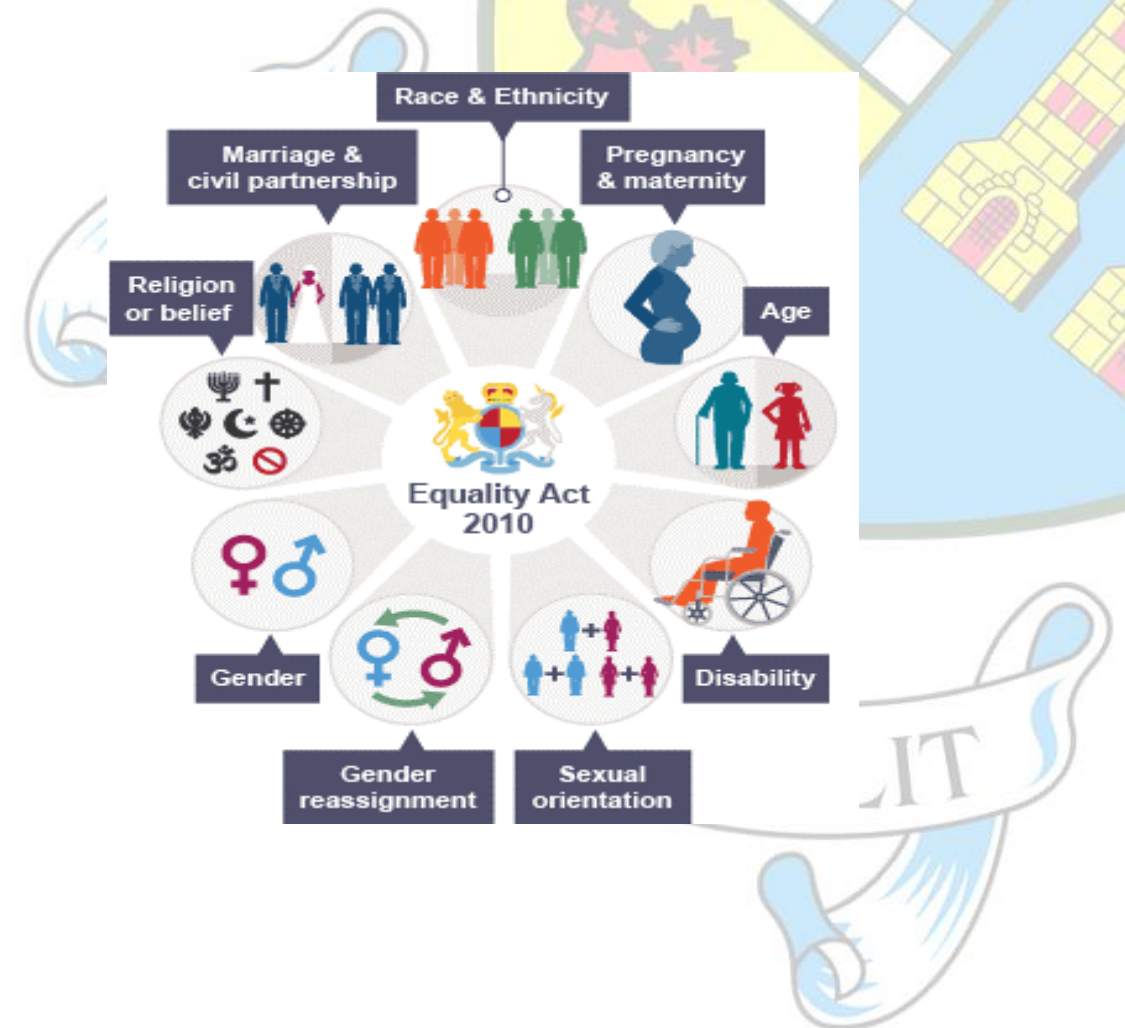 Race & Ethnicity
Marriage &
civil partnership
Pregnancy
& maternity
Religion
or belief
Age
Equality Act
2010
Gender
Disability
Gender
reassignment
Sexual
orientation
LIT